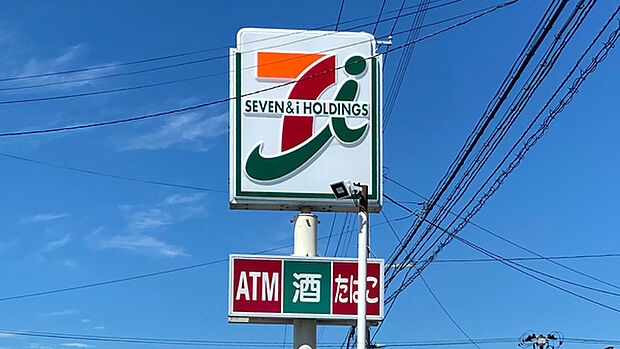 SEVEN&i HOLDINGS
ATM 酒 たばこ